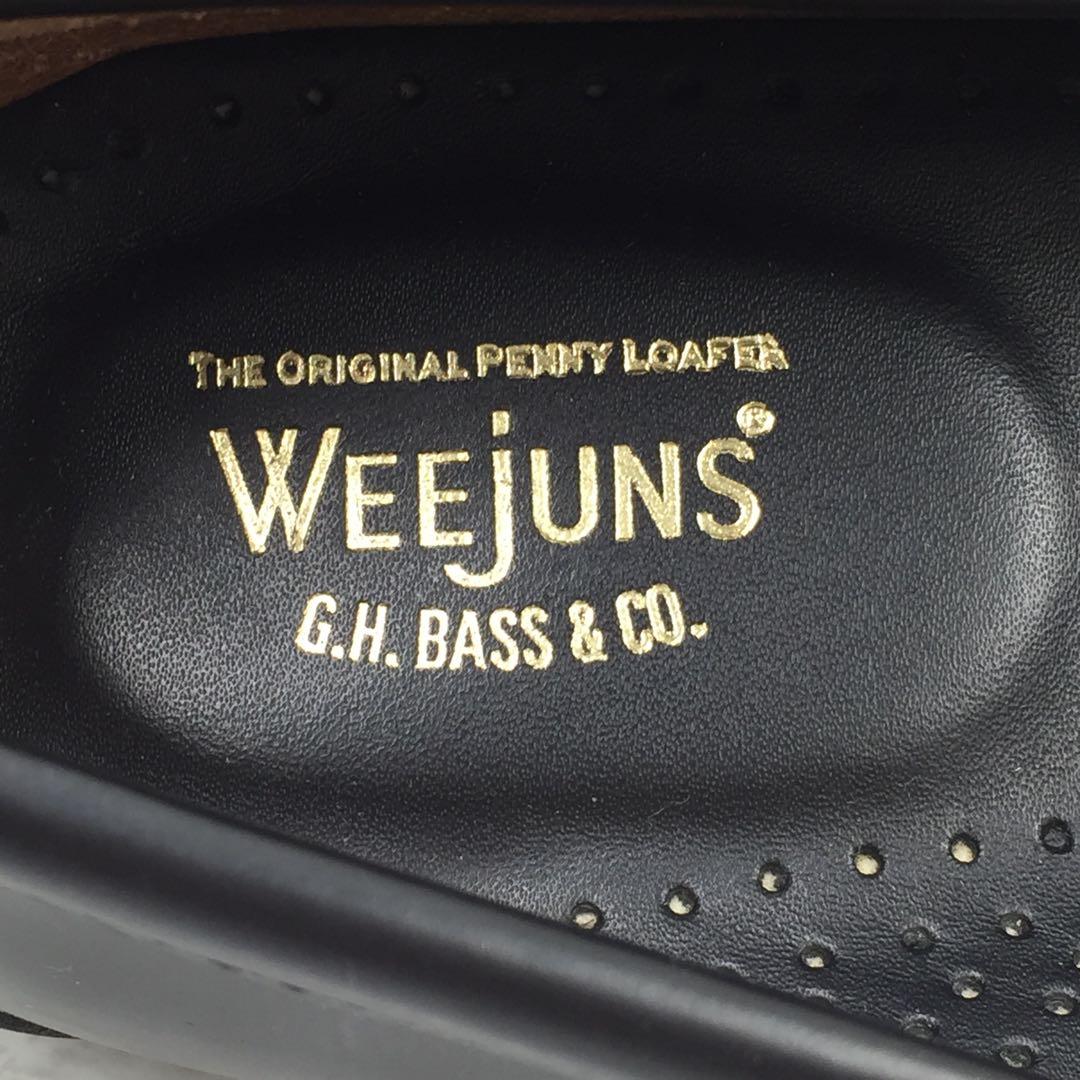 THE ORIGINAL PENNY LOAFER
WEEJUNS®
G.H. BASS & CO.